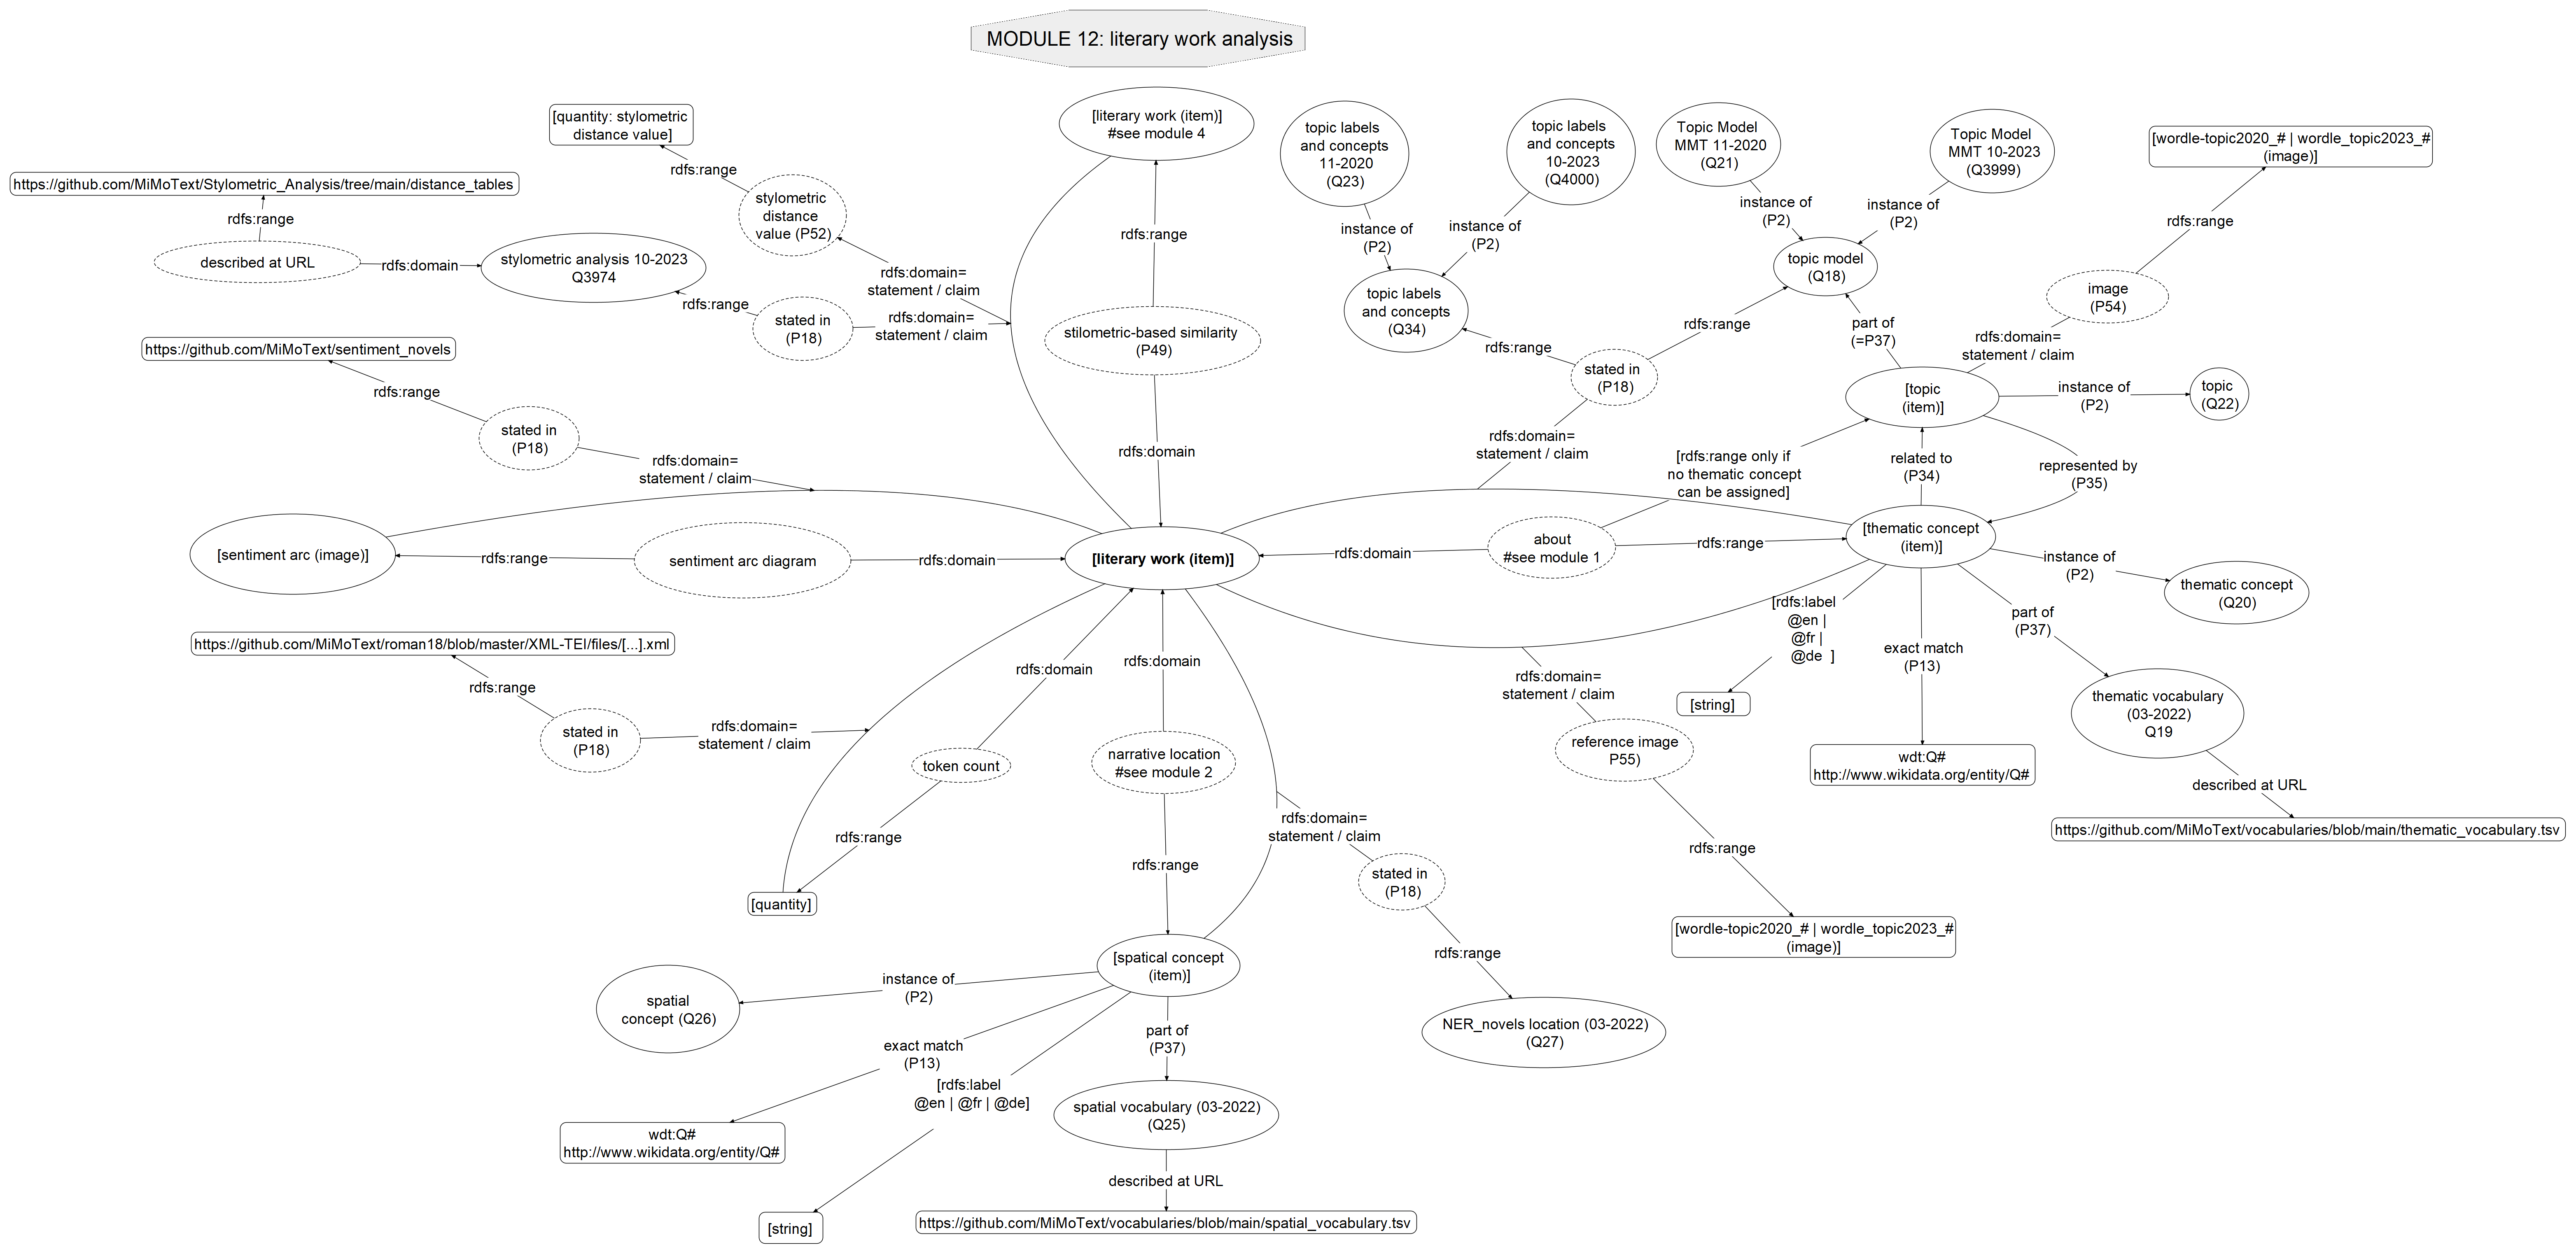 MODULE 12: literary work analysis
[quantity: stylometric
distance value]
[literary work (item)]
#see module 4
topic labels
and concepts
11-2020
(Q23)
topic labels
and concepts
10-2023
(Q4000)
Topic Model
MMT 11-2020
(Q21)
Topic Model
MMT 10-2023
(Q3999)
[wordle-topic2020_# | wordle_topic2023_#
(image)]
rdfs:range
https://github.com/MiMoText/Stylometric_Analysis/tree/main/distance_tables
rdfs:range
stylometric
distance
value (P52)
rdfs:range
instance of
(P2)
instance of
(P2)
instance of
(P2)
instance of
(P2)
rdfs:range
described at URL
rdfs:domain
stylometric analysis 10-2023
Q3974
rdfs:domain=
statement / claim
topic model
(Q18)
image
(P54)
rdfs:range
stated in
(P18)
rdfs:domain=
statement / claim
topic labels
and concepts
(Q34)
rdfs:range
part of
(=P37)
rdfs:domain=
statement / claim
https://github.com/MiMoText/sentiment_novels
stilometric-based similarity
(P49)
rdfs:range
stated in
(P18)
rdfs:range
[topic
(item)]
instance of
(P2)
topic
(Q22)
stated in
(P18)
rdfs:domain=
statement / claim
rdfs:domain
rdfs:domain=
statement / claim
[rdfs:range only if
no thematic concept
can be assigned]
related to
(P34)
represented by
(P35)
[sentiment arc (image)]
rdfs:range
sentiment arc diagram
rdfs:domain
[literary work (item)]
rdfs:domain
about
#see module 1
rdfs:range
[thematic concept
(item)]
instance of
(P2)
thematic concept
(Q20)
https://github.com/MiMoText/roman18/blob/master/XML-TEI/files/[...].xml
rdfs:range
rdfs:domain
rdfs:domain
[rdfs:label
@en |
@fr |
@de  ]
exact match
(P13)
part of
(P37)
rdfs:domain=
statement / claim
[string]
thematic vocabulary
(03-2022)
Q19
stated in
(P18)
rdfs:domain=
statement / claim
token count
narrative location
#see module 2
reference image
P55)
wdt:Q#
http://www.wikidata.org/entity/Q#
described at URL
rdfs:range
rdfs:domain=
statement / claim
https://github.com/MiMoText/vocabularies/blob/main/thematic_vocabulary.tsv
rdfs:range
rdfs:range
stated in
(P18)
[quantity]
[wordle-topic2020_# | wordle_topic2023_#
(image)]
[spatical concept
(item)]
rdfs:range
instance of
(P2)
spatial
concept (Q26)
NER_novels location (03-2022)
(Q27)
exact match
(P13)
part of
(P37)
[rdfs:label
@en | @fr | @de]
spatial vocabulary (03-2022)
(Q25)
wdt:Q#
http://www.wikidata.org/entity/Q#
described at URL
[string]
https://github.com/MiMoText/vocabularies/blob/main/spatial_vocabulary.tsv